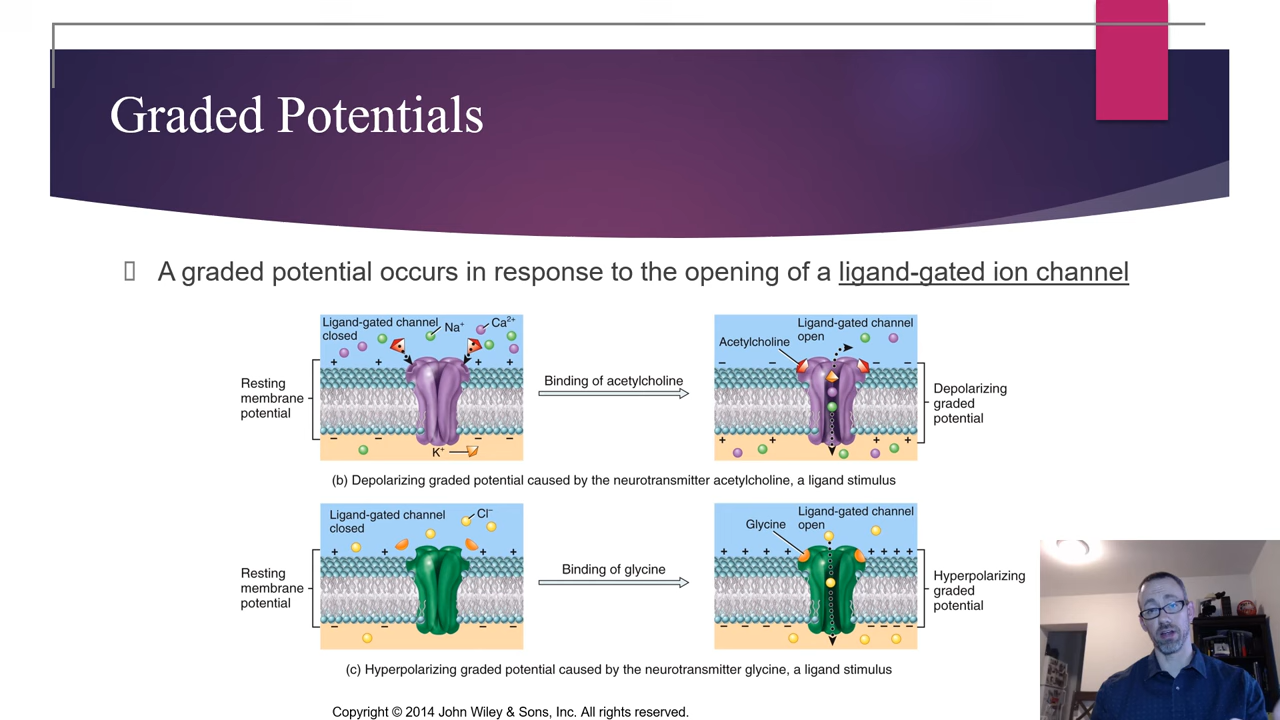 Graded Potentials
A graded potential occurs in response to the opening of a ligand-gated ion channel
Ligand-gated channel
closed
Na⁺
Ca²⁺
Resting
membrane
potential
K⁺
Binding of acetylcholine
Ligand-gated channel
open
Acetylcholine
Depolarizing
graded
potential
(b) Depolarizing graded potential caused by the neurotransmitter acetylcholine, a ligand stimulus
Ligand-gated channel
closed
Cl⁻
Resting
membrane
potential
Binding of glycine
Ligand-gated channel
open
Glycine
Hyperpolarizing
graded
potential
(c) Hyperpolarizing graded potential caused by the neurotransmitter glycine, a ligand stimulus
Copyright © 2014 John Wiley & Sons, Inc. All rights reserved.